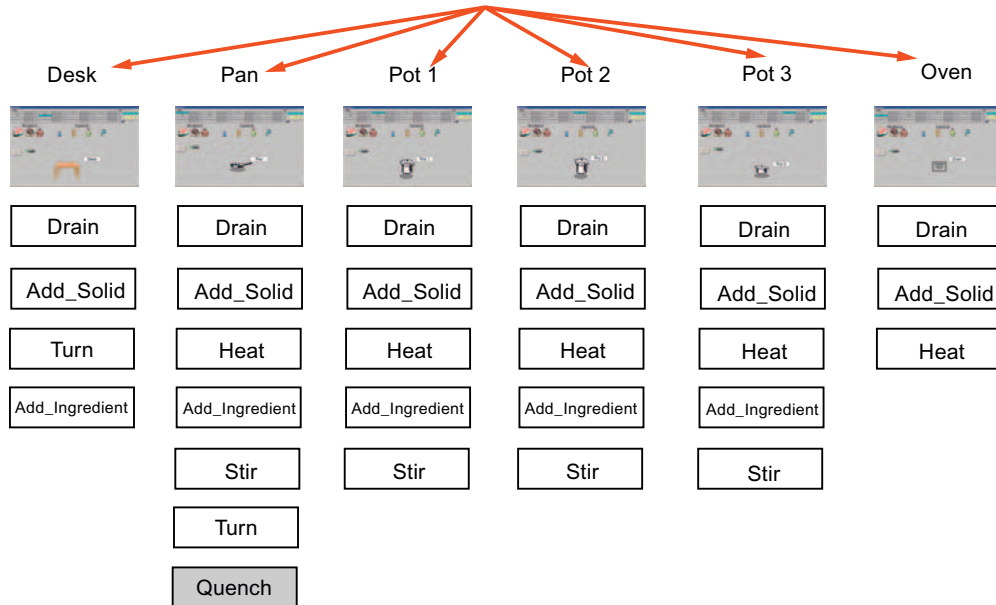 Desk Pan Pot 1 Pot 2 Pot 3 Oven
Drain Drain Drain Drain Drain Drain
Add_Solid Add_Solid Add_Solid Add_Solid Add_Solid Add_Solid
Turn Heat Heat Heat Heat Heat
Add_Ingredient Add_Ingredient Add_Ingredient Add_Ingredient Add_Ingredient
Stir Stir Stir Stir
Turn
Quench